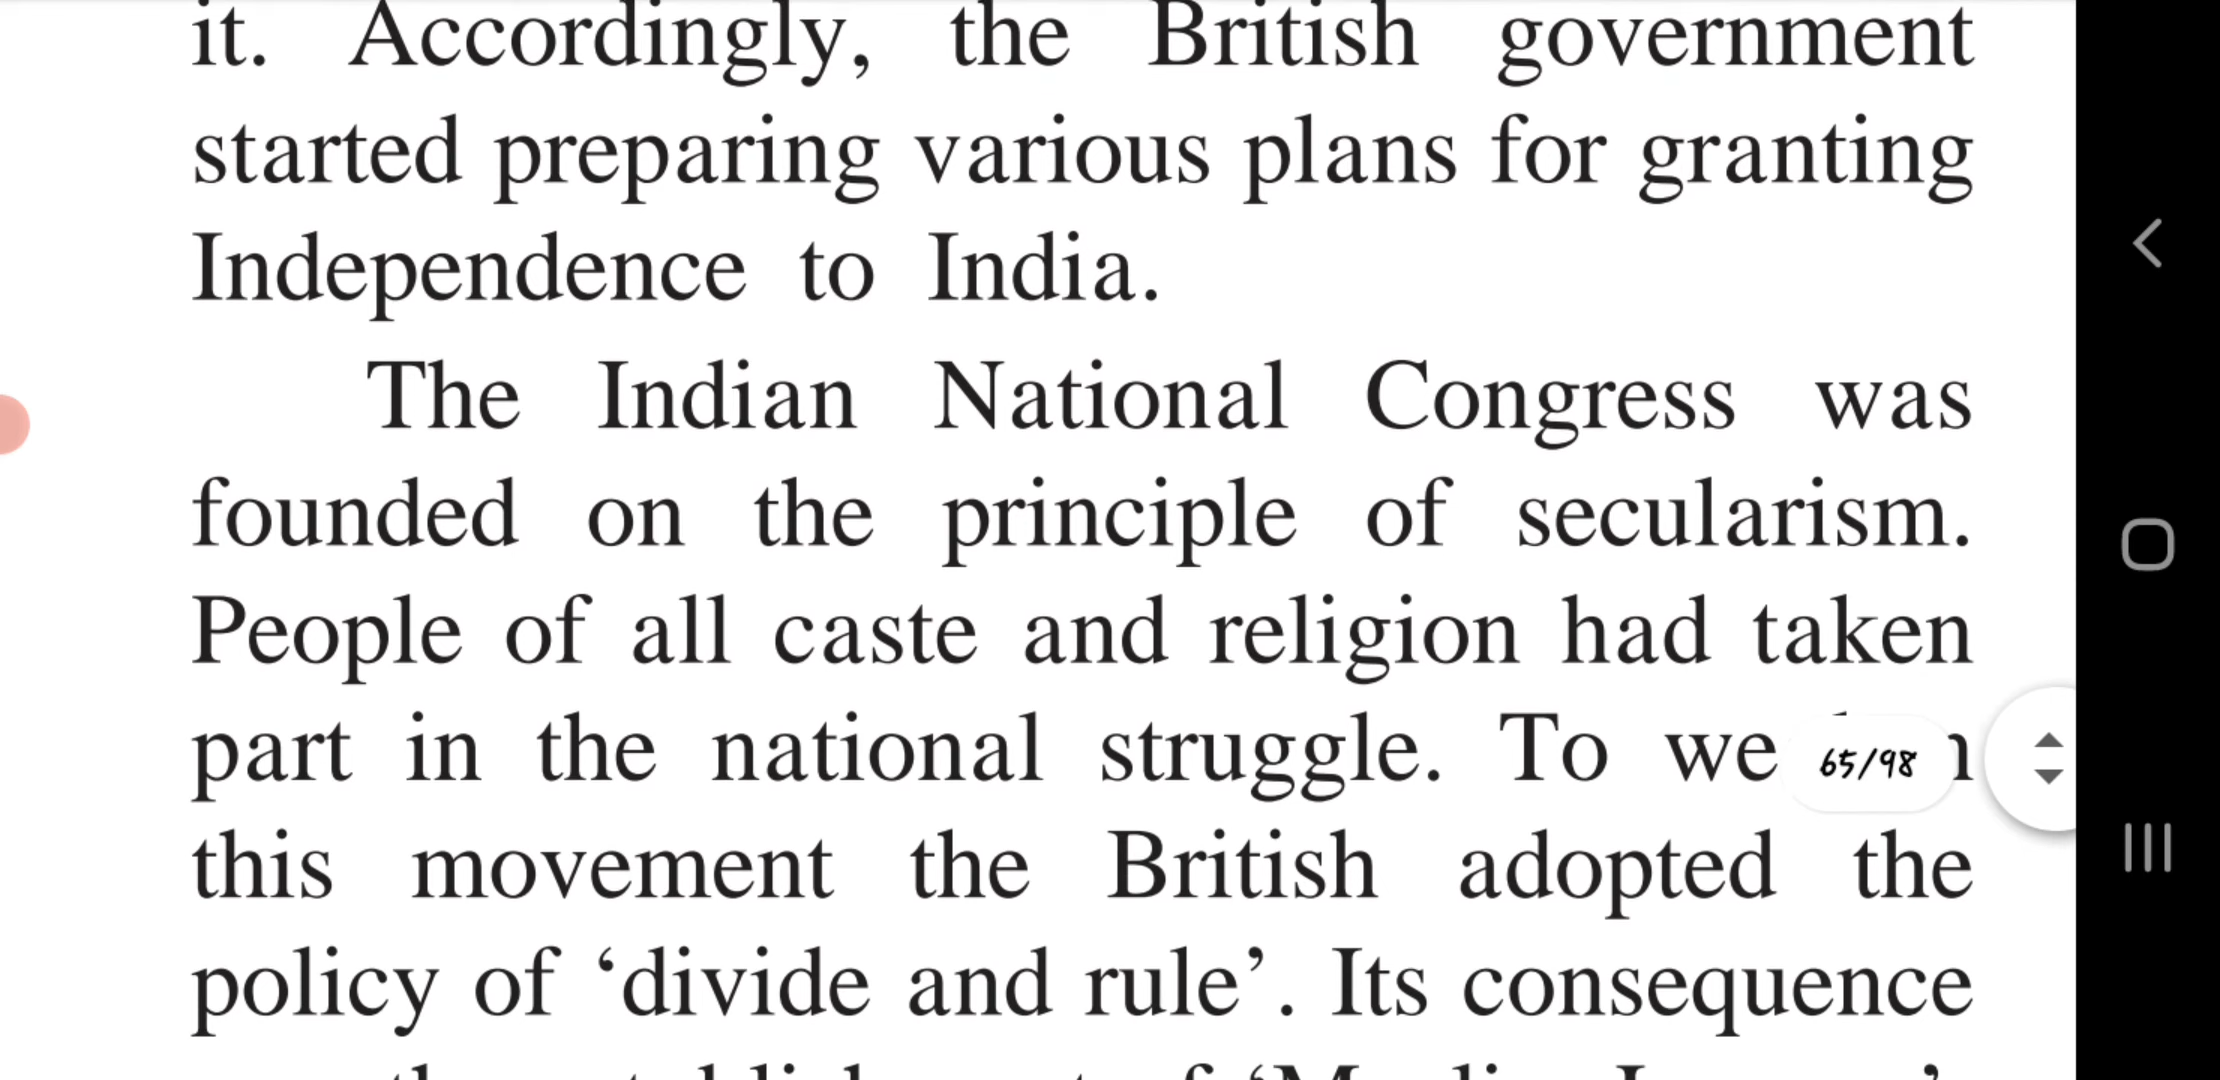 it. Accordingly, the British government
started preparing various plans for granting
Independence to India.
The Indian National Congress was
founded on the principle of secularism.
People of all caste and religion had taken
part in the national struggle. To
65/98
this movement the British adopted the
policy of ‘divide and rule’. Its consequence